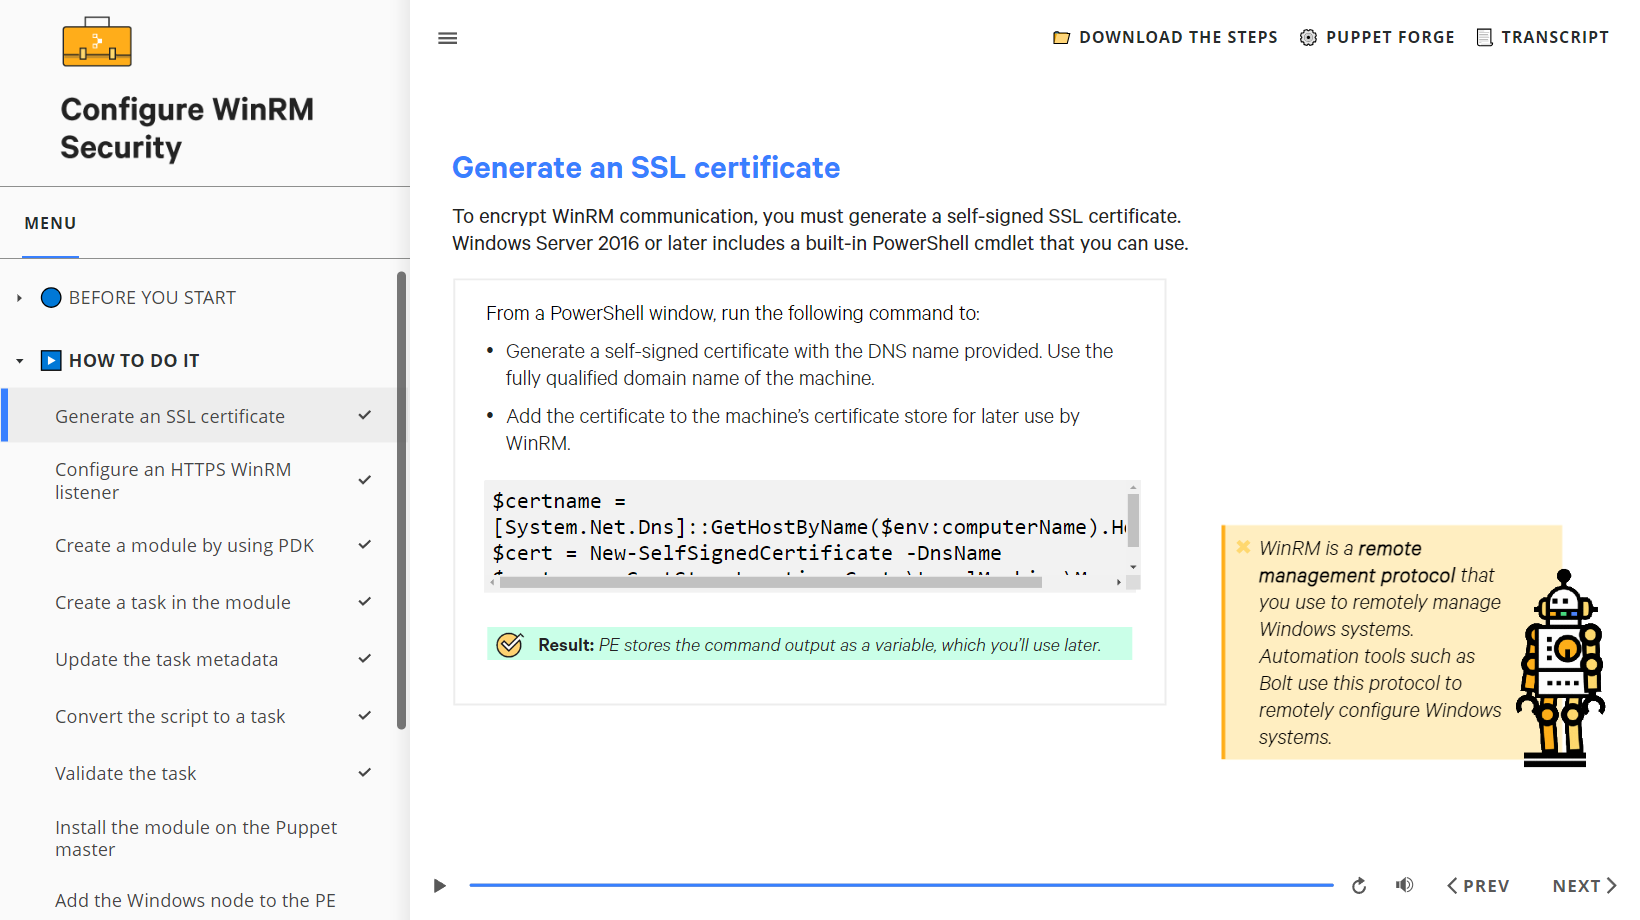 Configure WinRM
Security
MENU
BEFORE YOU START
HOW TO DO IT
Generate an SSL certificate
Configure an HTTPS WinRM
listener
Create a module by using PDK
Create a task in the module
Update the task metadata
Convert the script to a task
Validate the task
Install the module on the Puppet
master
Add the Windows node to the PE
DOWNLOAD THE STEPS
PUPPET FORGE
TRANSCRIPT
Generate an SSL certificate
To encrypt WinRM communication, you must generate a self-signed SSL certificate.
Windows Server 2016 or later includes a built-in PowerShell cmdlet that you can use.
From a PowerShell window, run the following command to:
• Generate a self-signed certificate with the DNS name provided. Use the
fully qualified domain name of the machine.
• Add the certificate to the machine’s certificate store for later use by
WinRM.
$certname =
[System.Net.Dns]::GetHostByName($env:computerName).H
$cert = New-SelfSignedCertificate -DnsName
Result: PE stores the command output as a variable, which you’ll use later.
WinRM is a remote
management protocol that
you use to remotely manage
Windows systems.
Automation tools such as
Bolt use this protocol to
remotely configure Windows
systems.
PREV
NEXT